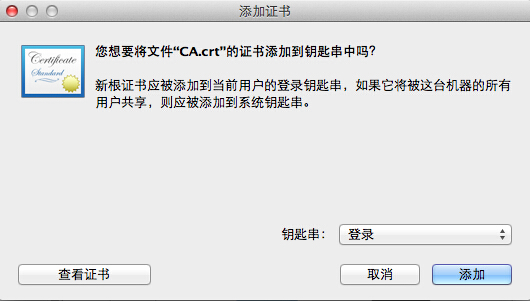 添加证书
Certificate
Standard
您想要将文件“CA.crt”的证书添加到钥匙串中吗？
新根证书应被添加到当前用户的登录钥匙串，如果它将被这台机器的所有
用户共享，则应被添加到系统钥匙串。
钥匙串：
登录
查看证书
取消
添加